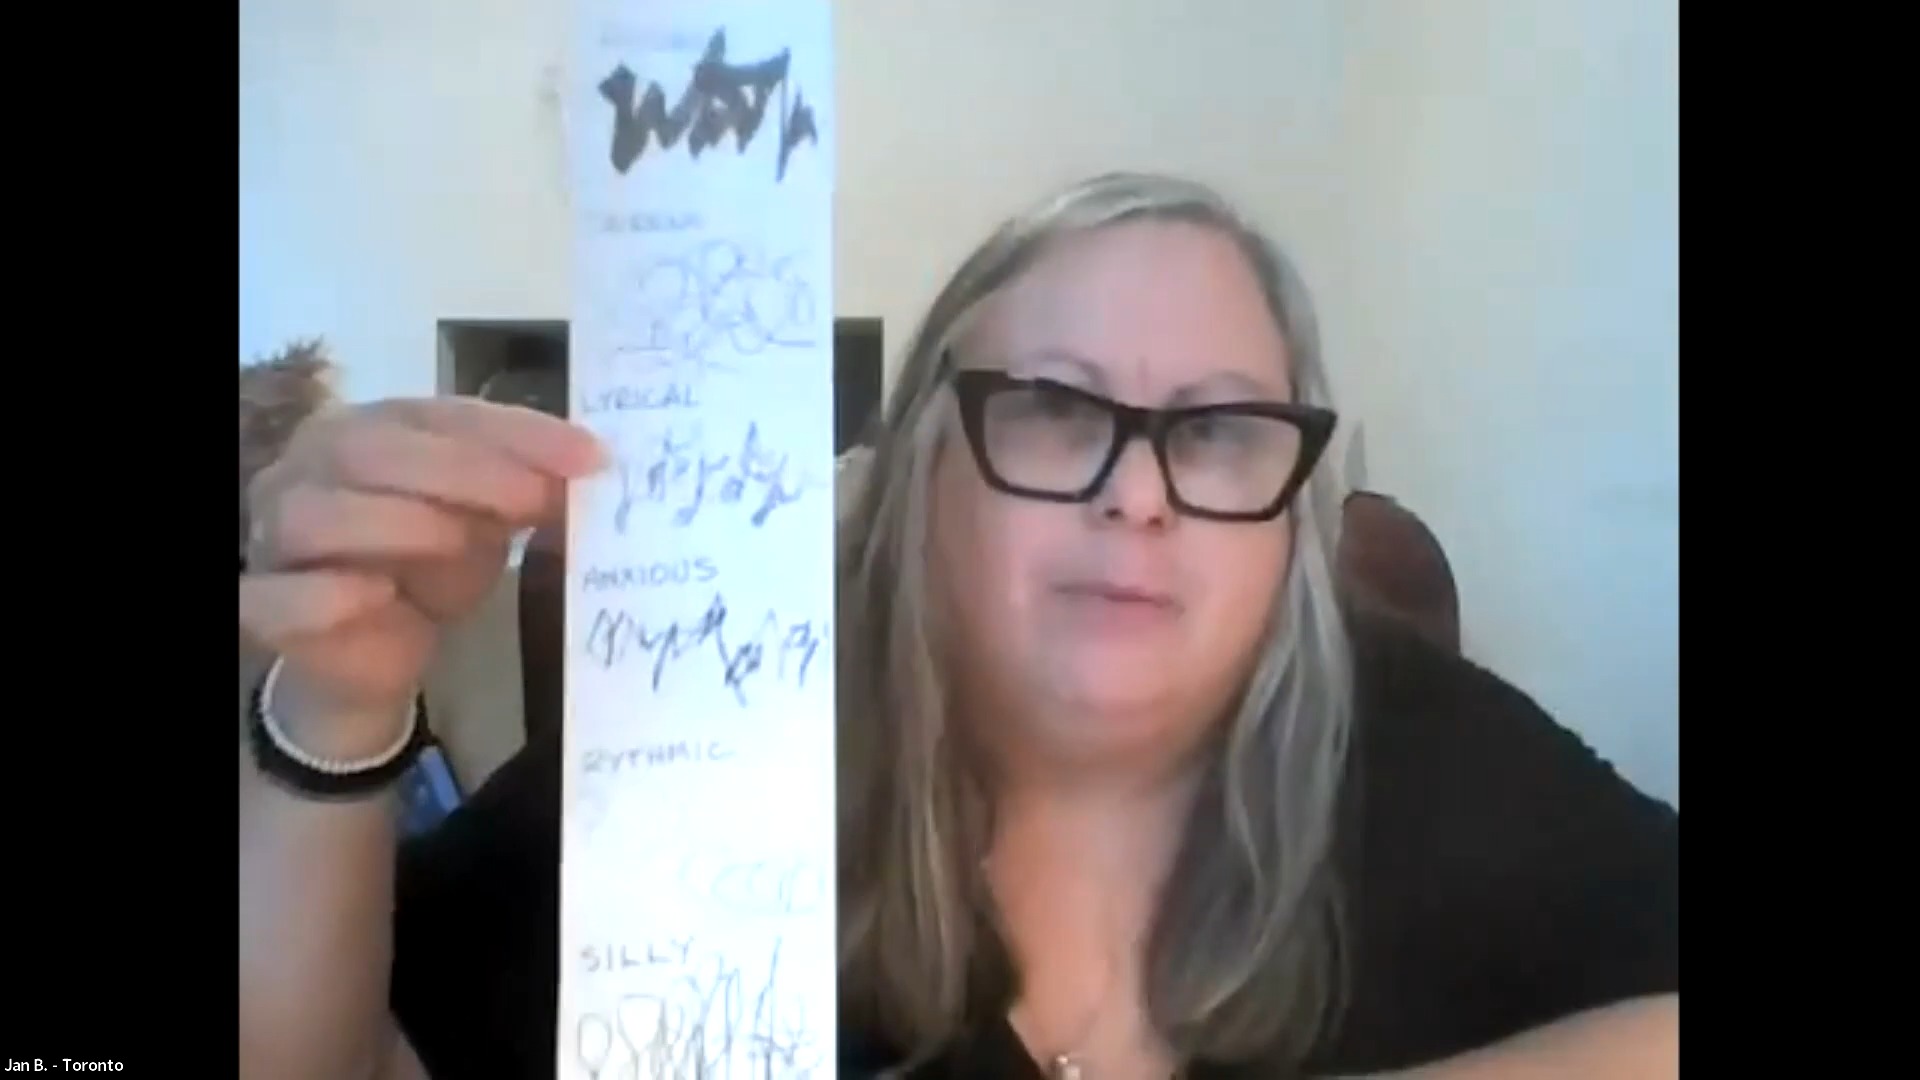 LYRICAL
ANXIOUS
RYTHMIC
SILLY
Jan B. - Toronto